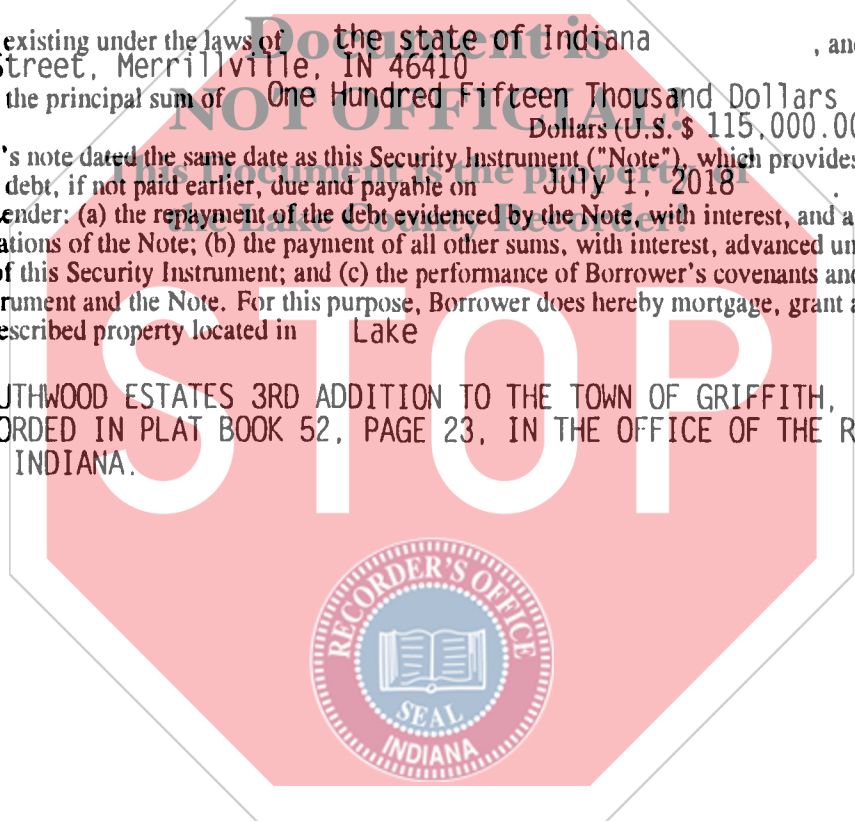 existing under the laws of the state of Indiana , and
Street, Merrillville, IN 46410
the principal sum of One Hundred Fifteen Thousand Dollars
Dollars (U.S.$ 115,000.00
's note dated the same date as this Security Instrument ("Note"), which provides
debt, if not paid earlier, due and payable on July 1, 2018 .
ender: (a) the repayment of the debt evidenced by the Note, with interest, and a
ations of the Note; (b) the payment of all other sums, with interest, advanced un
of this Security Instrument; and (c) the performance of Borrower's covenants and
rument and the Note. For this purpose, Borrower does hereby mortgage, grant a
escribed property located in Lake
UTHWOOD ESTATES 3RD ADDITION TO THE TOWN OF GRIFFITH,
ORDED IN PLAT BOOK 52, PAGE 23, IN THE OFFICE OF THE R
INDIANA.
Document is
NOT OFFICIAL!
This Document is the property of
the Lake County Recorder!
STOP
RECORDER'S OFFICE
SEAL
INDIANA